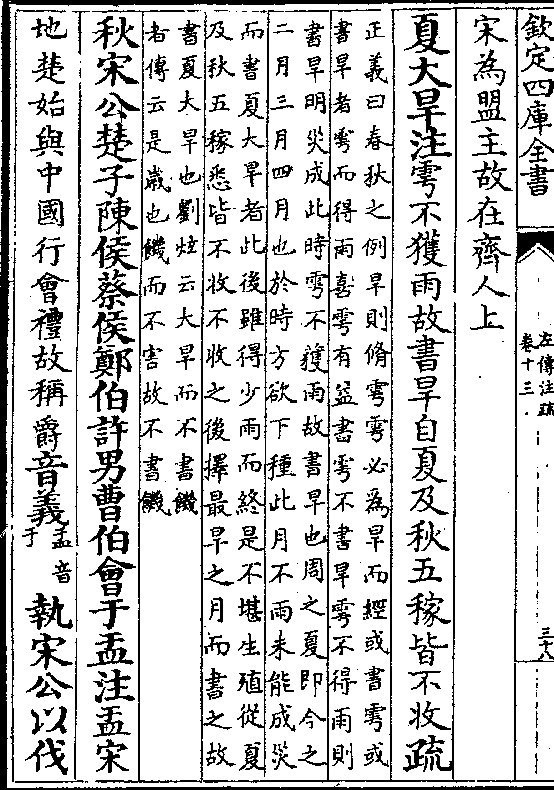 欽定四庫全書
左傳注疏
卷十三
三十八
宋為盟主故在齊人上
夏大旱注雩不獲雨故書旱自夏及秋五稼皆不收疏
正義曰春秋之例旱則脩雩雩必為旱而經或書雩或
書旱者雩而得雨喜雩有益書雩不書旱雩不得雨則
書旱明災成此時雩不獲雨故書旱也周之夏即今之
二月三月四月也於時方欲下種此月不雨未能成災
而書夏大旱者此後雖得少雨而終是不堪生殖從夏
及秋五稼悉皆不收不收之後擇最旱之月而書之故
書夏大旱也劉炫云大旱而不書饑
者傳云是歲也饑而不害故不書饑
秋宋公楚子陳侯蔡侯鄭伯許男曹伯會于盂注盂宋
地楚始與中國行會禮故稱爵音義盂音
于
執宋公以伐